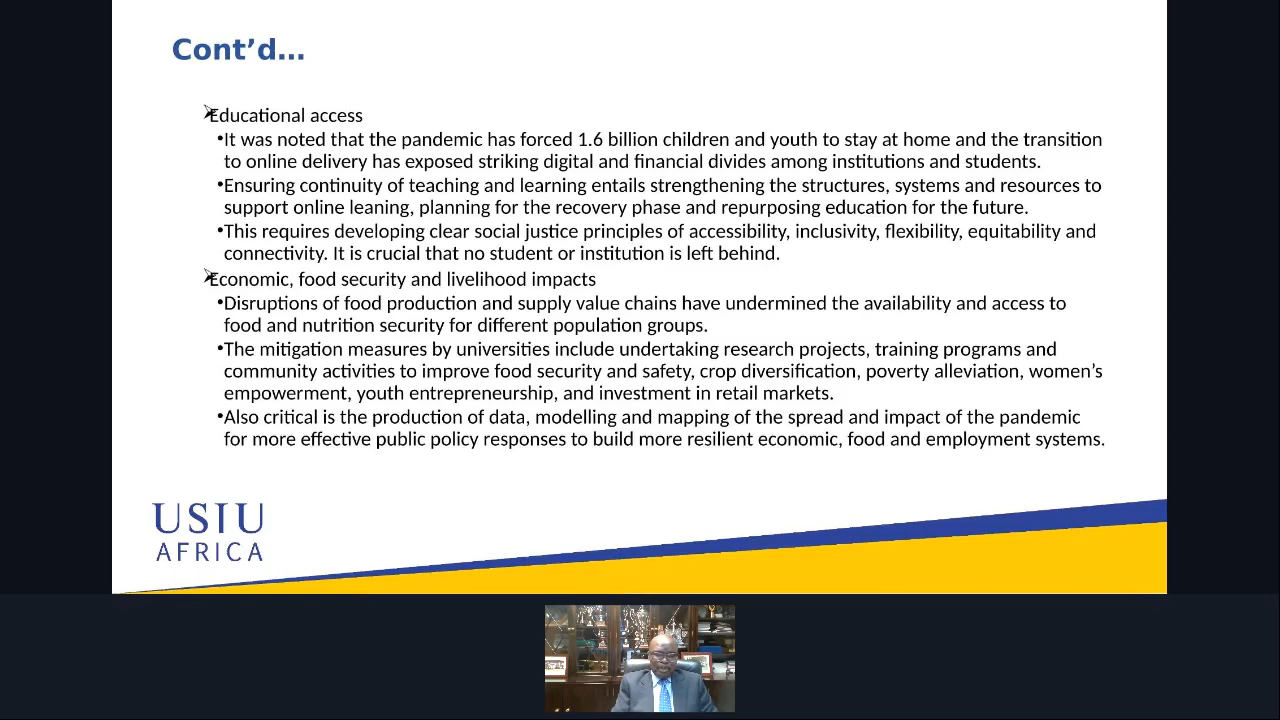 Cont’d…
➢Educational access
•It was noted that the pandemic has forced 1.6 billion children and youth to stay at home and the transition
to online delivery has exposed striking digital and financial divides among institutions and students.
•Ensuring continuity of teaching and learning entails strengthening the structures, systems and resources to
support online leaning, planning for the recovery phase and repurposing education for the future.
•This requires developing clear social justice principles of accessibility, inclusivity, flexibility, equitability and
connectivity. It is crucial that no student or institution is left behind.
➢Economic, food security and livelihood impacts
•Disruptions of food production and supply value chains have undermined the availability and access to
food and nutrition security for different population groups.
•The mitigation measures by universities include undertaking research projects, training programs and
community activities to improve food security and safety, crop diversification, poverty alleviation, women’s
empowerment, youth entrepreneurship, and investment in retail markets.
•Also critical is the production of data, modelling and mapping of the spread and impact of the pandemic
for more effective public policy responses to build more resilient economic, food and employment systems.
USIU
AFRICA